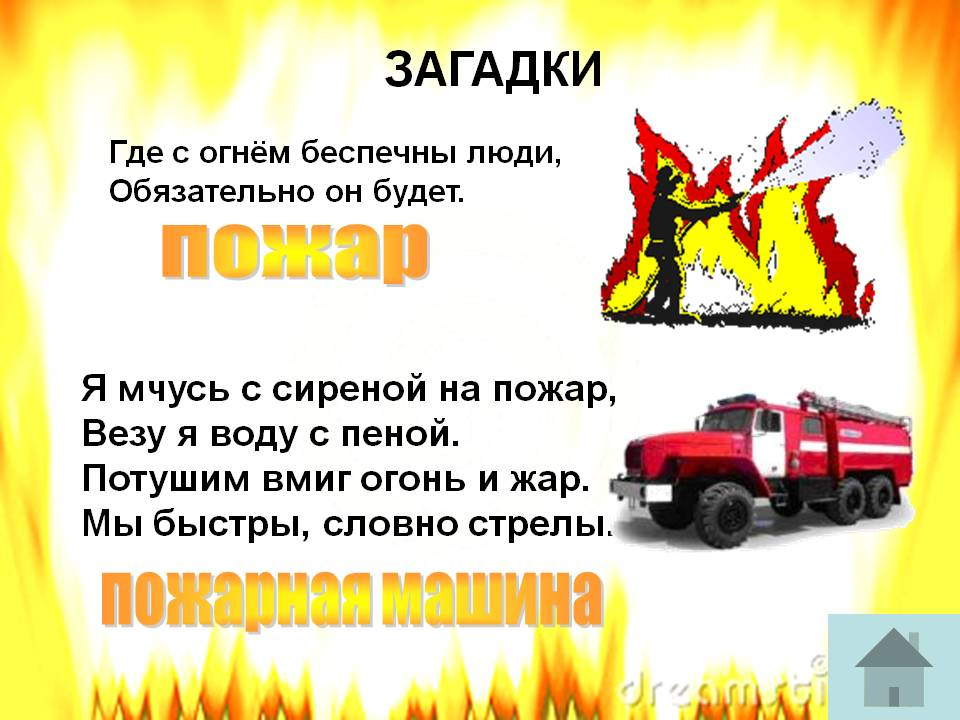 ЗАГАДКИ
Где с огнём беспечны люди,
Обязательно он будет.
пожар
Я мчусь с сиреной на пожар,
Везу я воду с пеной.
Потушим вмиг огонь и жар.
Мы быстры, словно стрелы.
пожарная машина
dreamsti